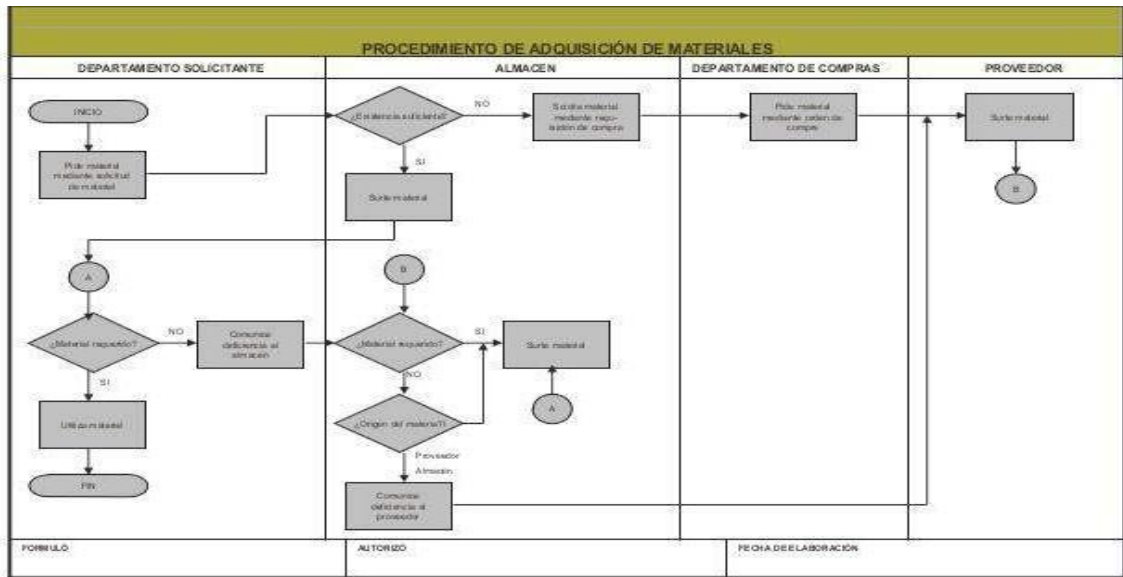 PROCEDIMIENTO DE ADQUISICIÓN DE MATERIALES
DEPARTAMENTO SOLICITANTE
ALMACEN
DEPARTAMENTO DE COMPRAS
PROVEEDOR
INICIO
Pide material
mediante solicitud
de material
¿Existencia suficiente?
NO
Solicita material
mediante requi-
sición de compra
Pide material
mediante orden de
compra
Surte material
SI
Surte material
B
A
B
¿Material requerido?
NO
Comunica
deficiencia al
almacén
¿Material requerido?
SI
Surte material
SI
NO
Utiliza material
¿Origen del material?
A
Proveedor
Almacén
FIN
Comunica
deficiencia al
proveedor
FORMULÓ
AUTORIZÓ
FECHA DE ELABORACIÓN